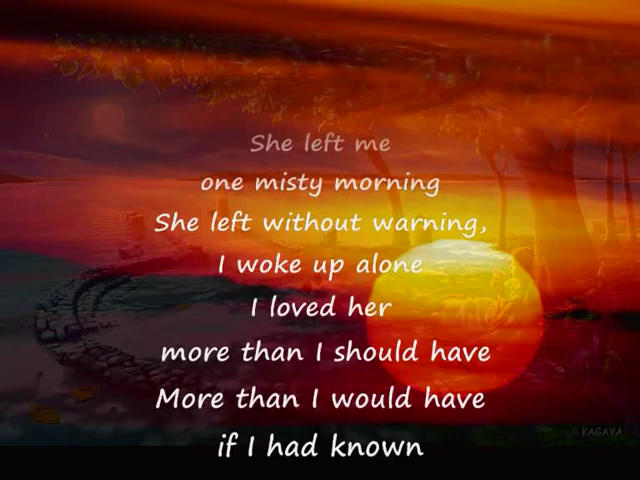 She left me
one misty morning
She left without warning,
I woke up alone
I loved her
more than I should have
More than I would have
if I had known
© KAGAYA